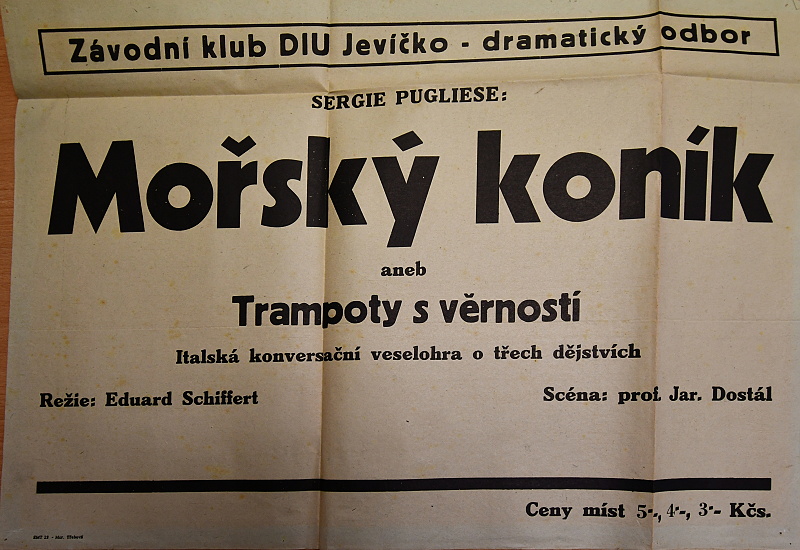 Závodní klub DIU Jevíčko - dramatický odbor
SERGIE PUGLIESE:
Mořský koník
aneb
Trampoty s věrností
Italská konversační veselohra o třech dějstvích
Režie: Eduard Schiffert
Scéna: prof. Jar. Dostál
Ceny míst 5·-, 4·-, 3·- Kčs.